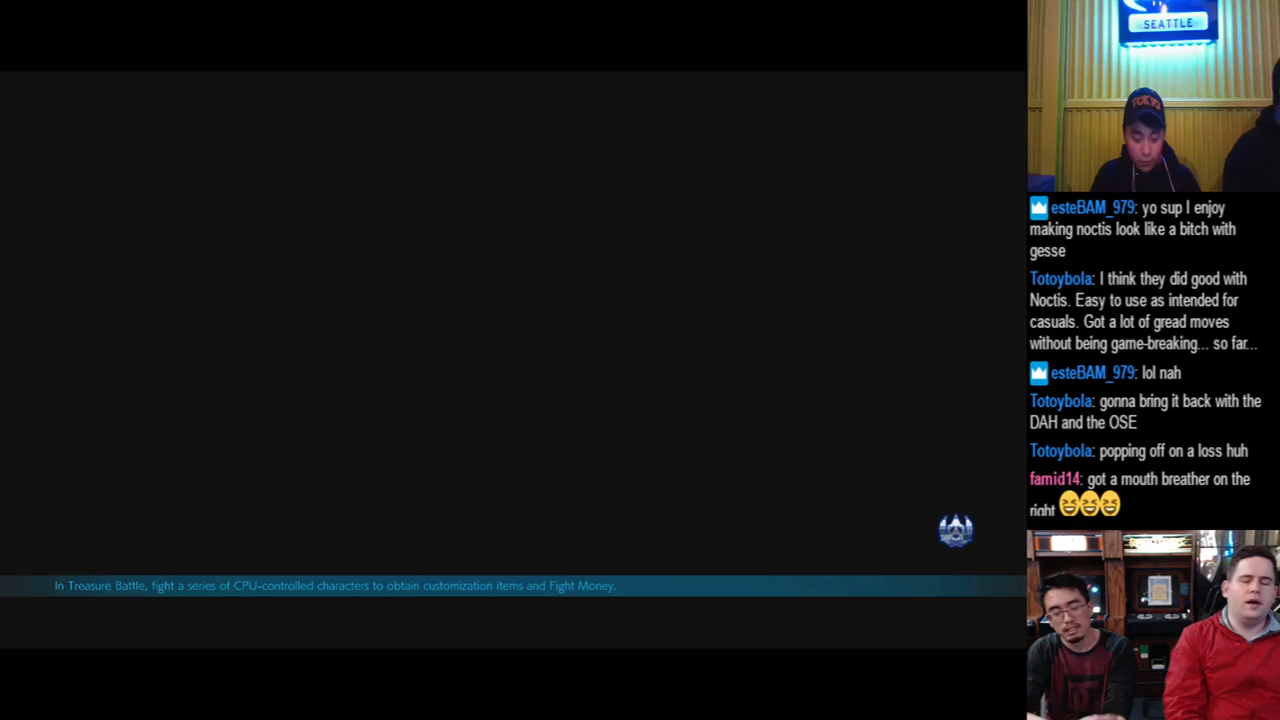 SEATTLE
esteBAM_979: yo sup I enjoy
making noctis look like a bitch with
gesse
Totoybola: I think they did good with
Noctis. Easy to use as intended for
casuals. Got a lot of gread moves
without being game-breaking... so far...
esteBAM_979: lol nah
Totoybola: gonna bring it back with the
DAH and the OSE
Totoybola: popping off on a loss huh
famid14: got a mouth breather on the
right
In Treasure Battle, fight a series of CPU-controlled characters to obtain customization items and Fight Money.